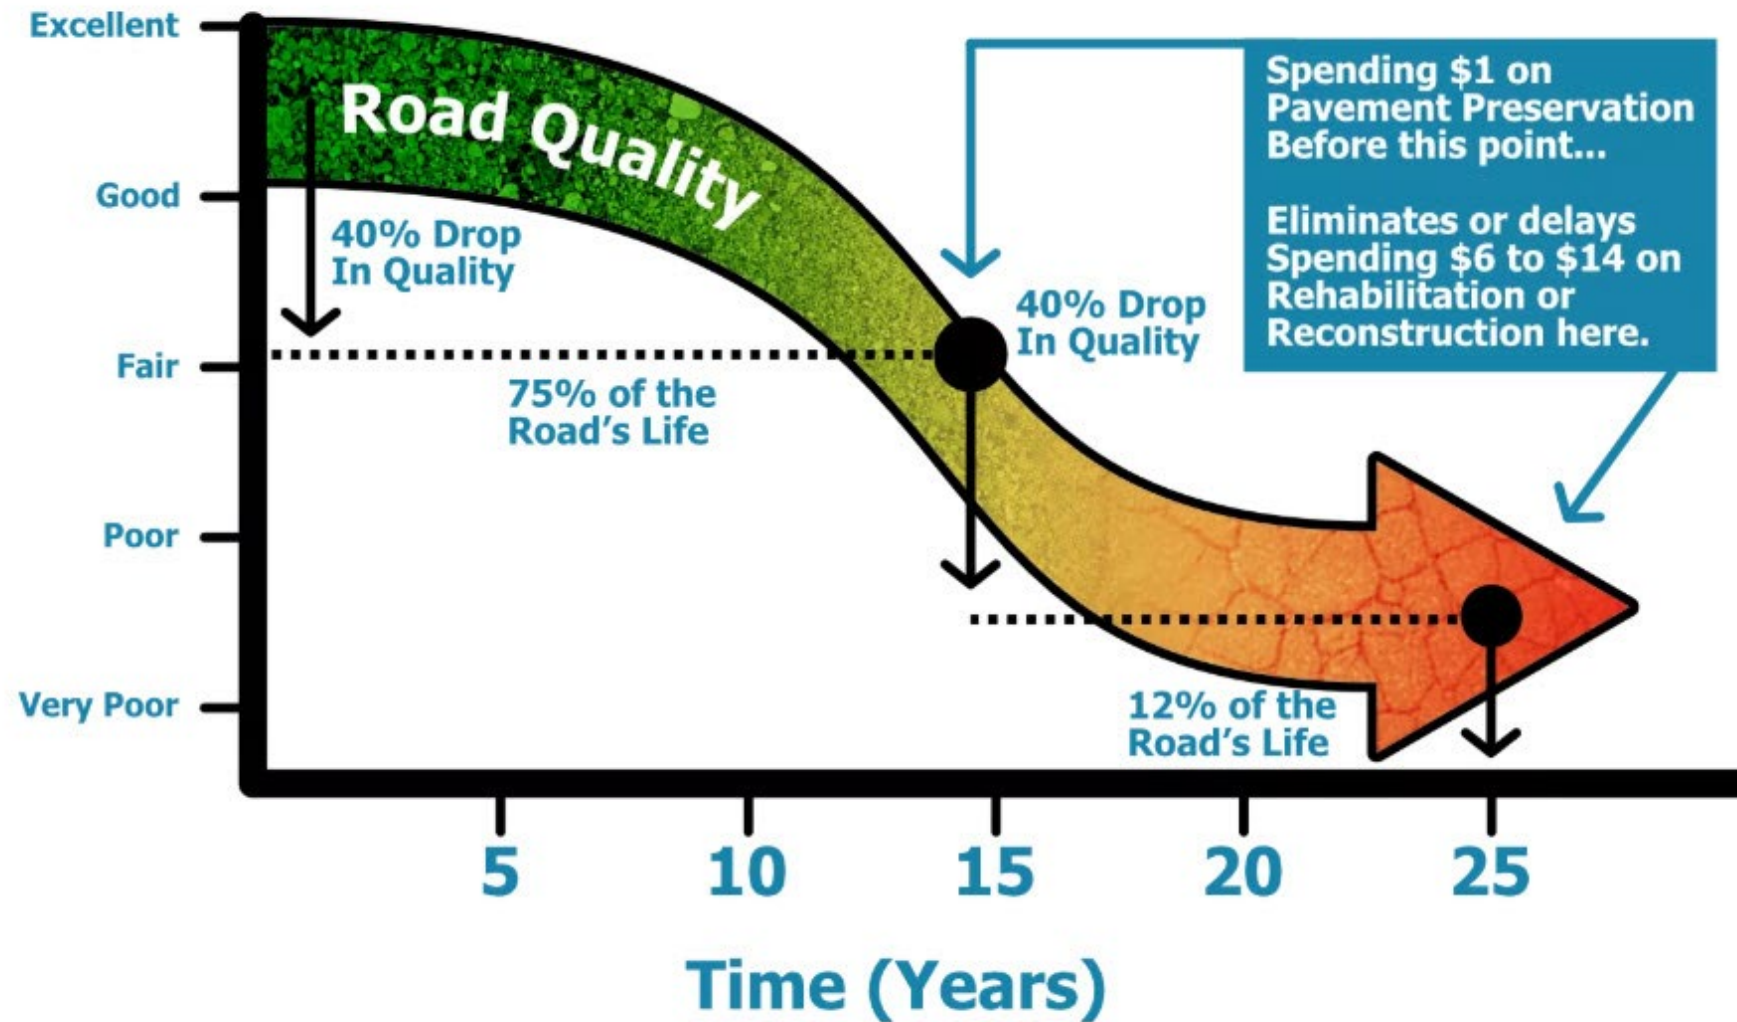 Excellent
Good
Fair
Poor
Very Poor
Road Quality
40% Drop
In Quality
75% of the
Road's Life
40% Drop
In Quality
Spending $1 on
Pavement Preservation
Before this point...
Eliminates or delays
Spending $6 to $14 on
Rehabilitation or
Reconstruction here.
12% of the
Road's Life
5
10
15
20
25
Time (Years)